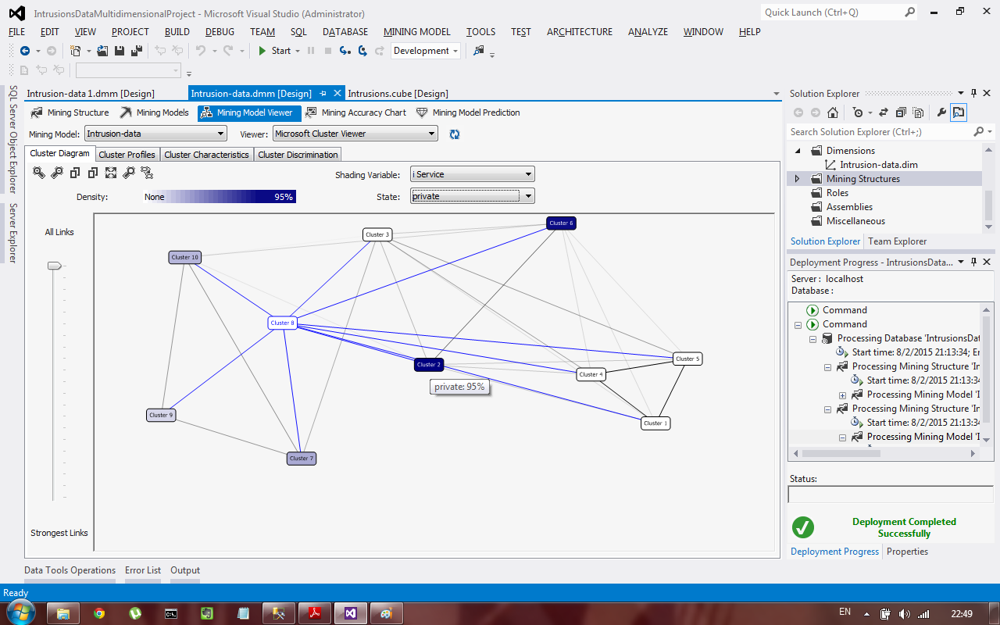 IntrusionsDataMultidimensionalProject - Microsoft Visual Studio (Administrator)
Quick Launch (Ctrl+Q)
FILE EDIT VIEW PROJECT BUILD DEBUG TEAM SQL DATABASE MINING MODEL TOOLS TEST ARCHITECTURE ANALYZE WINDOW HELP
Start Development
SQL Server Object Explorer
Server Explorer
Intrusion-data 1.dmm [Design] Intrusion-data.dmm [Design] Intrusions.cube [Design]
Mining Structure Mining Models Mining Model Viewer Mining Accuracy Chart Mining Model Prediction
Mining Model: Intrusion-data Viewer: Microsoft Cluster Viewer
Cluster Diagram Cluster Profiles Cluster Characteristics Cluster Discrimination
Shading Variable: i Service
Density: None 95% State: private
All Links
Strongest Links
Cluster 6
Cluster 3
Cluster 10
Cluster 8
Cluster 5
Cluster 2
Cluster 4
private: 95%
Cluster 9
Cluster 1
Cluster 7
Solution Explorer
Search Solution Explorer (Ctrl+;)
Dimensions
Intrusion-data.dim
Mining Structures
Roles
Assemblies
Miscellaneous
Solution Explorer Team Explorer
Deployment Progress - IntrusionsData...
Server : localhost
Database :
Command
Command
Processing Database 'IntrusionsDat
Start time: 8/2/2015 21:13:34; En
Processing Mining Structure 'In
Start time: 8/2/2015 21:13:34
Processing Mining Model 'I
Processing Mining Structure 'In
Start time: 8/2/2015 21:13:34
Processing Mining Model 'I
Status:
Deployment Completed
Successfully
Deployment Progress Properties
Data Tools Operations Error List Output
Ready
EN 22:49